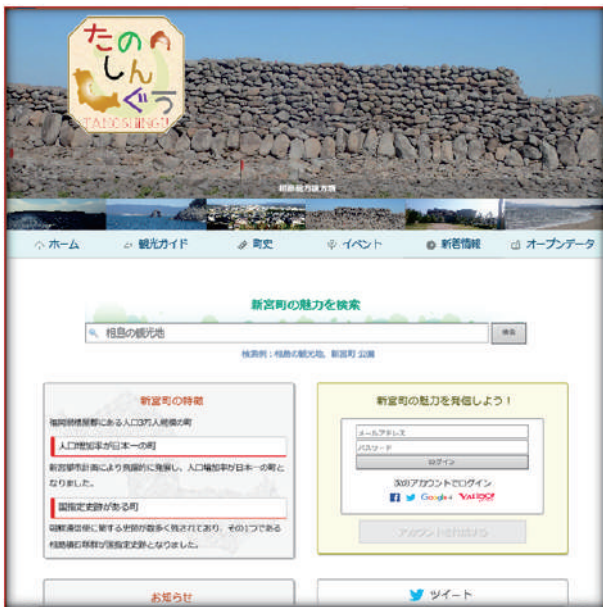 たのしんぐう
TANOSHINGU
ホーム 観光ガイド 町史 イベント 新着情報 オープンデータ
新宮町の魅力を検索
相島の観光地 検索
検索例：相島の観光地, 新宮町 公園
新宮町の特徴
福岡県糟屋郡にある人口3万人規模の町
人口増加率が日本一の町
新宮都市計画により飛躍的に発展し、人口増加率が日本一の町と
なりました。
国指定史跡がある町
朝鮮通信使に関する史跡が数多く残されており、その1つである
相島積石塚群が国指定史跡となりました。
お知らせ
新宮町の魅力を発信しよう！
メールアドレス
パスワード
ログイン
次のアカウントでログイン
Google+ YAHOO!
アカウントを作成する
ツイート